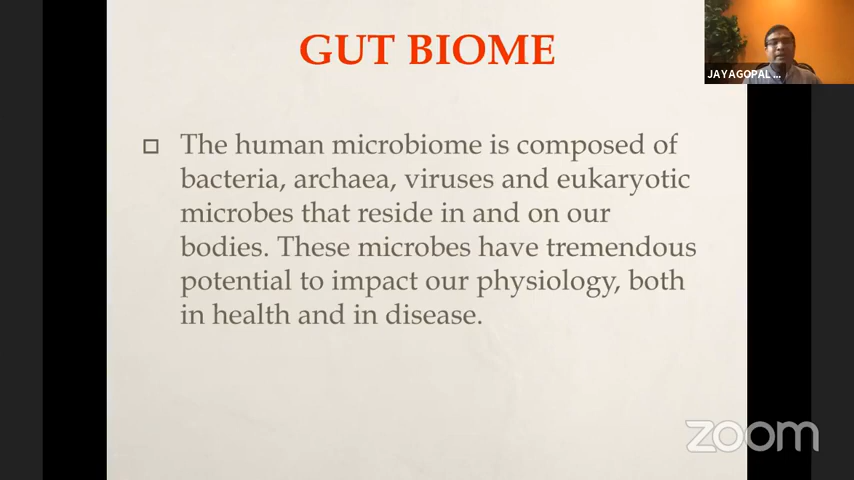 GUT BIOME
JAYAGOPAL ...
The human microbiome is composed of
bacteria, archaea, viruses and eukaryotic
microbes that reside in and on our
bodies. These microbes have tremendous
potential to impact our physiology, both
in health and in disease.
zoom